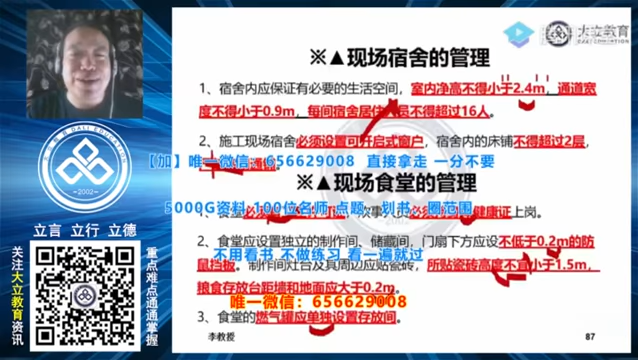 大立教育
DALI EDUCATION
※▲现场宿舍的管理
1、宿舍内应保证有必要的生活空间，室内净高不得小于2.4m，通道宽
度不得小于0.9m，每间宿舍居住人员不得超过16人。
2、施工现场宿舍必须设置可开启式窗户，宿舍内的床铺不得超过2层，
【加】唯一微信：656629008 直接拿走 一分不要
※▲现场食堂的管理
5000G资料 100位名师 点题 划书 圈范围
健康证上岗。
2、食堂应设置独立的制作间、储藏间，门扇下方应设不低于0.2m的防
不用看书 不做练习 看一遍就过
鼠挡板。制作间灶台及其周边应贴瓷砖，所贴瓷砖高度不宜小于1.5m，
粮食存放台距墙和地面应大于0.2m。
唯一微信：656629008
3、食堂的燃气罐应单独设置存放间。
李教授
87
DALI EDUCATION
2002
立言 立行 立德
关注大立教育资讯
重点难点通通掌握